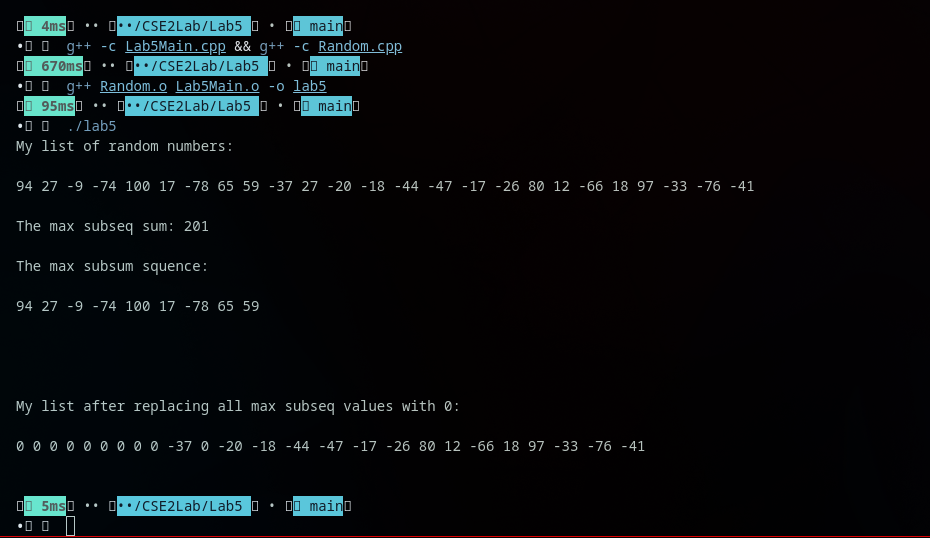 4ms •• ••/CSE2Lab/Lab5 • main
• g++ -c Lab5Main.cpp && g++ -c Random.cpp
670ms •• ••/CSE2Lab/Lab5 • main
• g++ Random.o Lab5Main.o -o lab5
95ms •• ••/CSE2Lab/Lab5 • main
• ./lab5
My list of random numbers:
94 27 -9 -74 100 17 -78 65 59 -37 27 -20 -18 -44 -47 -17 -26 80 12 -66 18 97 -33 -76 -41
The max subseq sum: 201
The max subsum squence:
94 27 -9 -74 100 17 -78 65 59
My list after replacing all max subseq values with 0:
0 0 0 0 0 0 0 0 0 -37 0 -20 -18 -44 -47 -17 -26 80 12 -66 18 97 -33 -76 -41
5ms •• ••/CSE2Lab/Lab5 • main
•